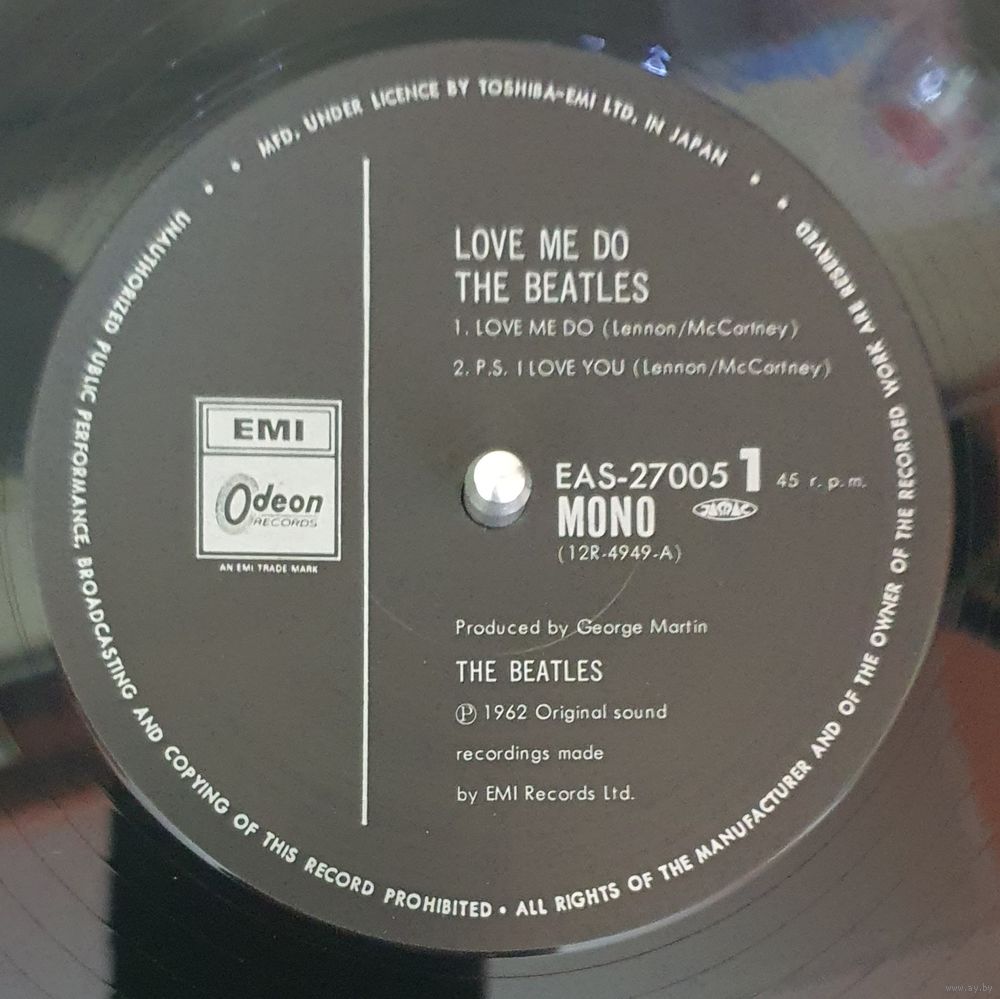 MFD. UNDER LICENCE BY TOSHIBA-EMI LTD. IN JAPAN
UNAUTHORIZED PUBLIC PERFORMANCE, BROADCASTING AND COPYING OF THIS RECORD PROHIBITED • ALL RIGHTS OF THE MANUFACTURER AND OF THE OWNER OF THE RECORDED WORK ARE RESERVED
LOVE ME DO
THE BEATLES
1. LOVE ME DO (Lennon/McCartney)
2. P.S. I LOVE YOU (Lennon/McCartney)
EMI
Odeon
RECORDS
AN EMI TRADE MARK
EAS-27005 1 45 r.p.m.
MONO JASRAC
(12R-4949-A)
Produced by George Martin
THE BEATLES
℗ 1962 Original sound
recordings made
by EMI Records Ltd.
www.ay.by